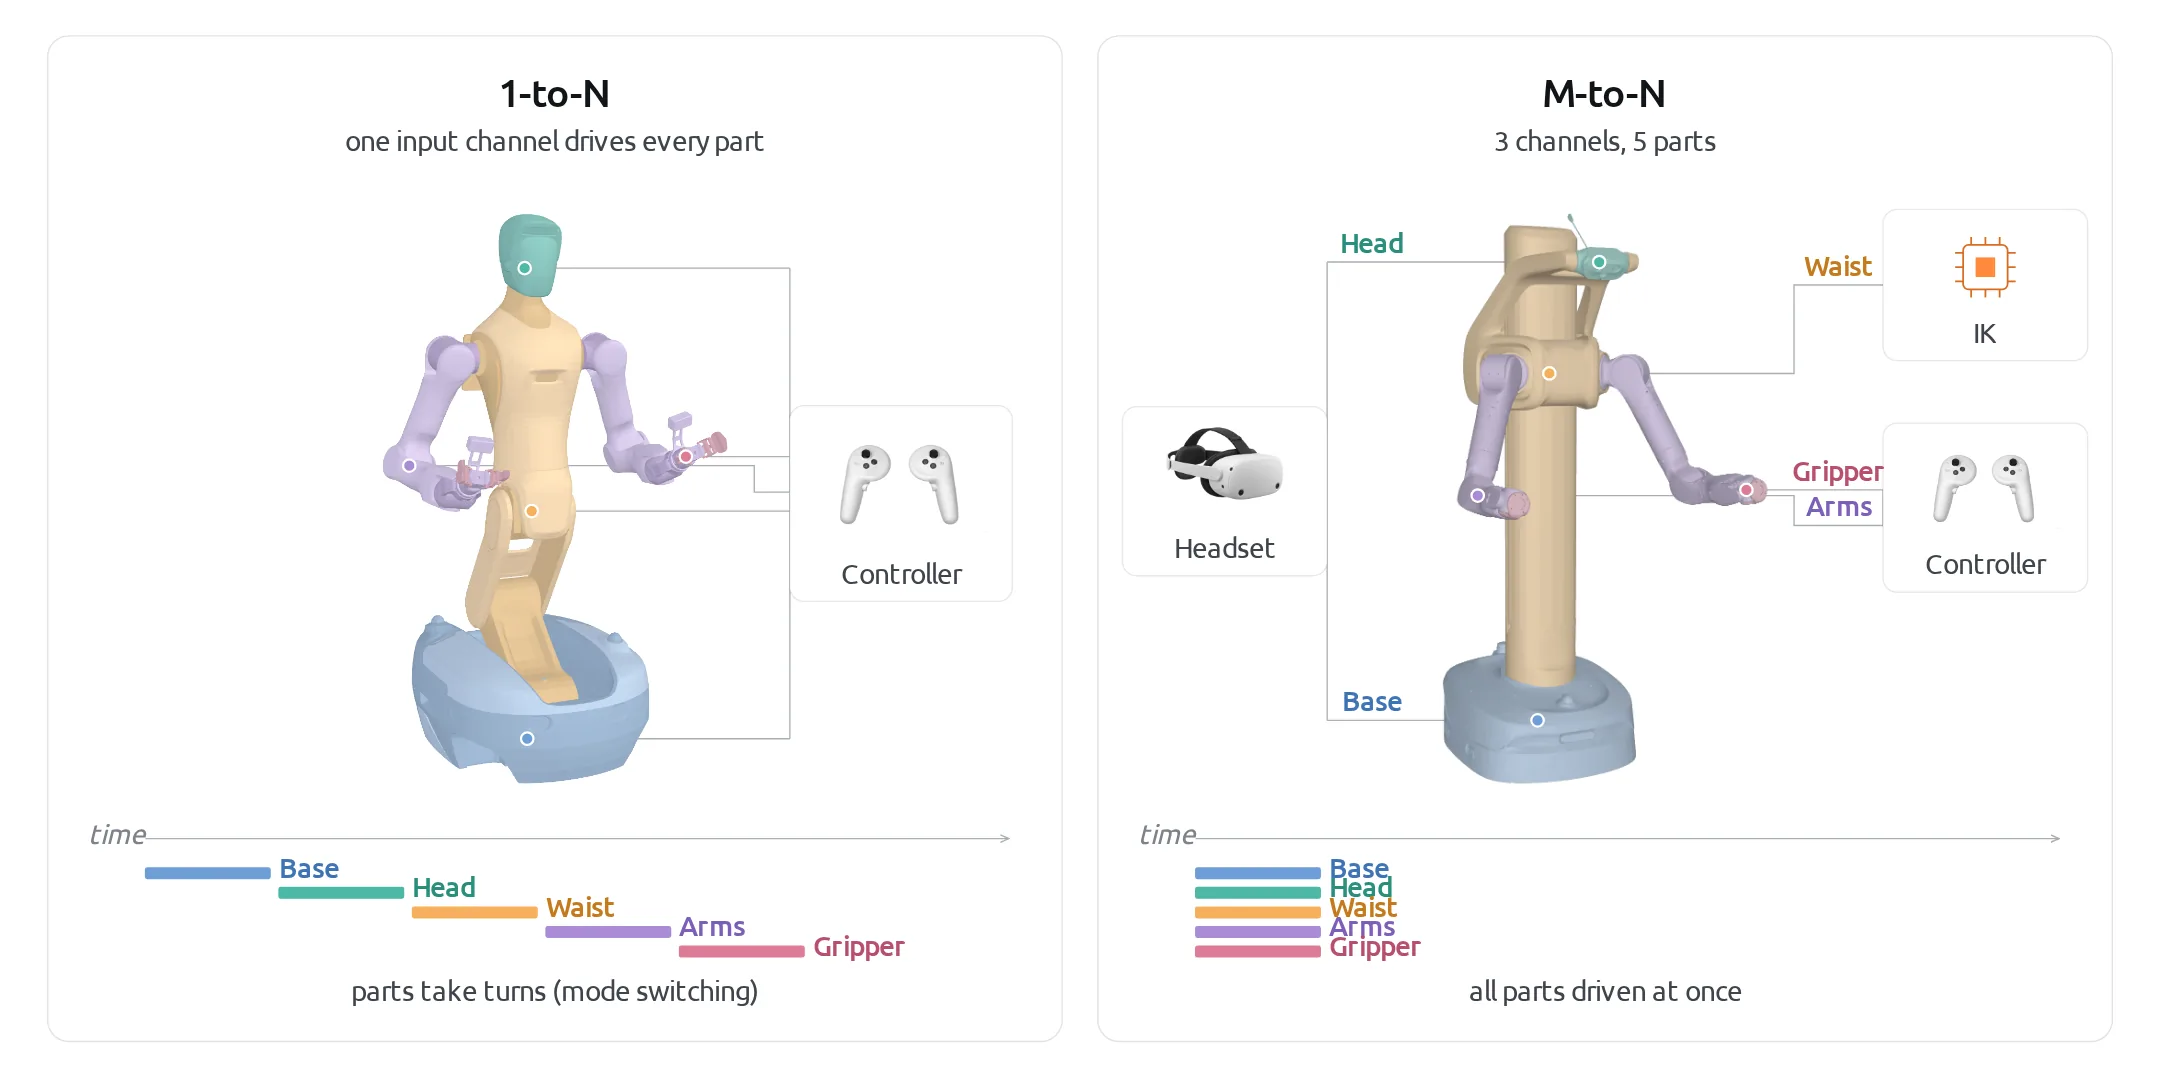 1-to-N
one input channel drives every part
Controller
time
Base
Head
Waist
Arms
Gripper
parts take turns (mode switching)
M-to-N
3 channels, 5 parts
Head
Waist
IK
Headset
Gripper
Arms
Controller
Base
time
Base
Head
Waist
Arms
Gripper
all parts driven at once